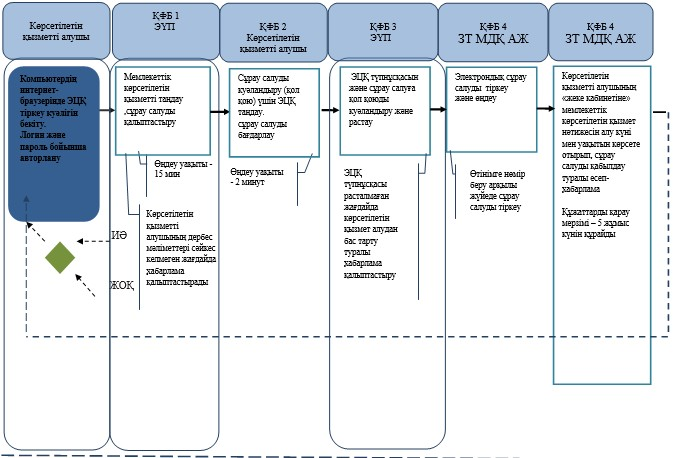 Көрсетілетін
қызметті алушы
ҚФБ 1
ЭҮП
ҚФБ 2
Көрсетілетін
қызметті алушы
ҚФБ 3
ЭҮП
ҚФБ 4
ЗТ МДҚ АЖ
ҚФБ 4
ЗТ МДҚ АЖ
Компьютердің
интернет-
браузерінде ЭЦҚ
тіркеу куәлігін
бекіту.
Логин және
пароль бойынша
авторлану
Мемлекеттік
көрсетілетін
қызметті таңдау
,сұрау салуды
қалыптастыру
Сұрау салуды
куәландыру (қол
қою) үшін ЭЦҚ
таңдау.
сұрау салуды
бағдарлау
ЭЦҚ түпнұсқасын
және сұрау салуға
қол қоюды
куәландыру және
растау
Электрондық сұрау
салуды тіркеу
және өңдеу
Көрсетілетін
қызметті алушының
«жеке кабинетіне»
мемлекеттік
көрсетілетін қызмет
нәтижесін алу күні
мен уақытын көрсете
отырып, сұрау
салуды қабылдау
туралы есеп-
хабарлама
Құжаттарды қарау
мерзімі – 5 жұмыс
күнін құрайды
Өңдеу уақыты -
15 мин
Өңдеу уақыты
- 2 минут
ЭЦҚ
түпнұсқасы
расталмаған
жағдайда
көрсетілетін
қызмет алудан
бас тарту
туралы
хабарлама
қалыптастыру
Өтінімге нөмір
беру арқылы
жүйеде сұрау
салуды тіркеу
Көрсетілетін
қызметті
алушының дербес
мәліметтері сәйкес
келмеген жағдайда
хабарлама
қалыптастырады
ИӘ
ЖОҚ